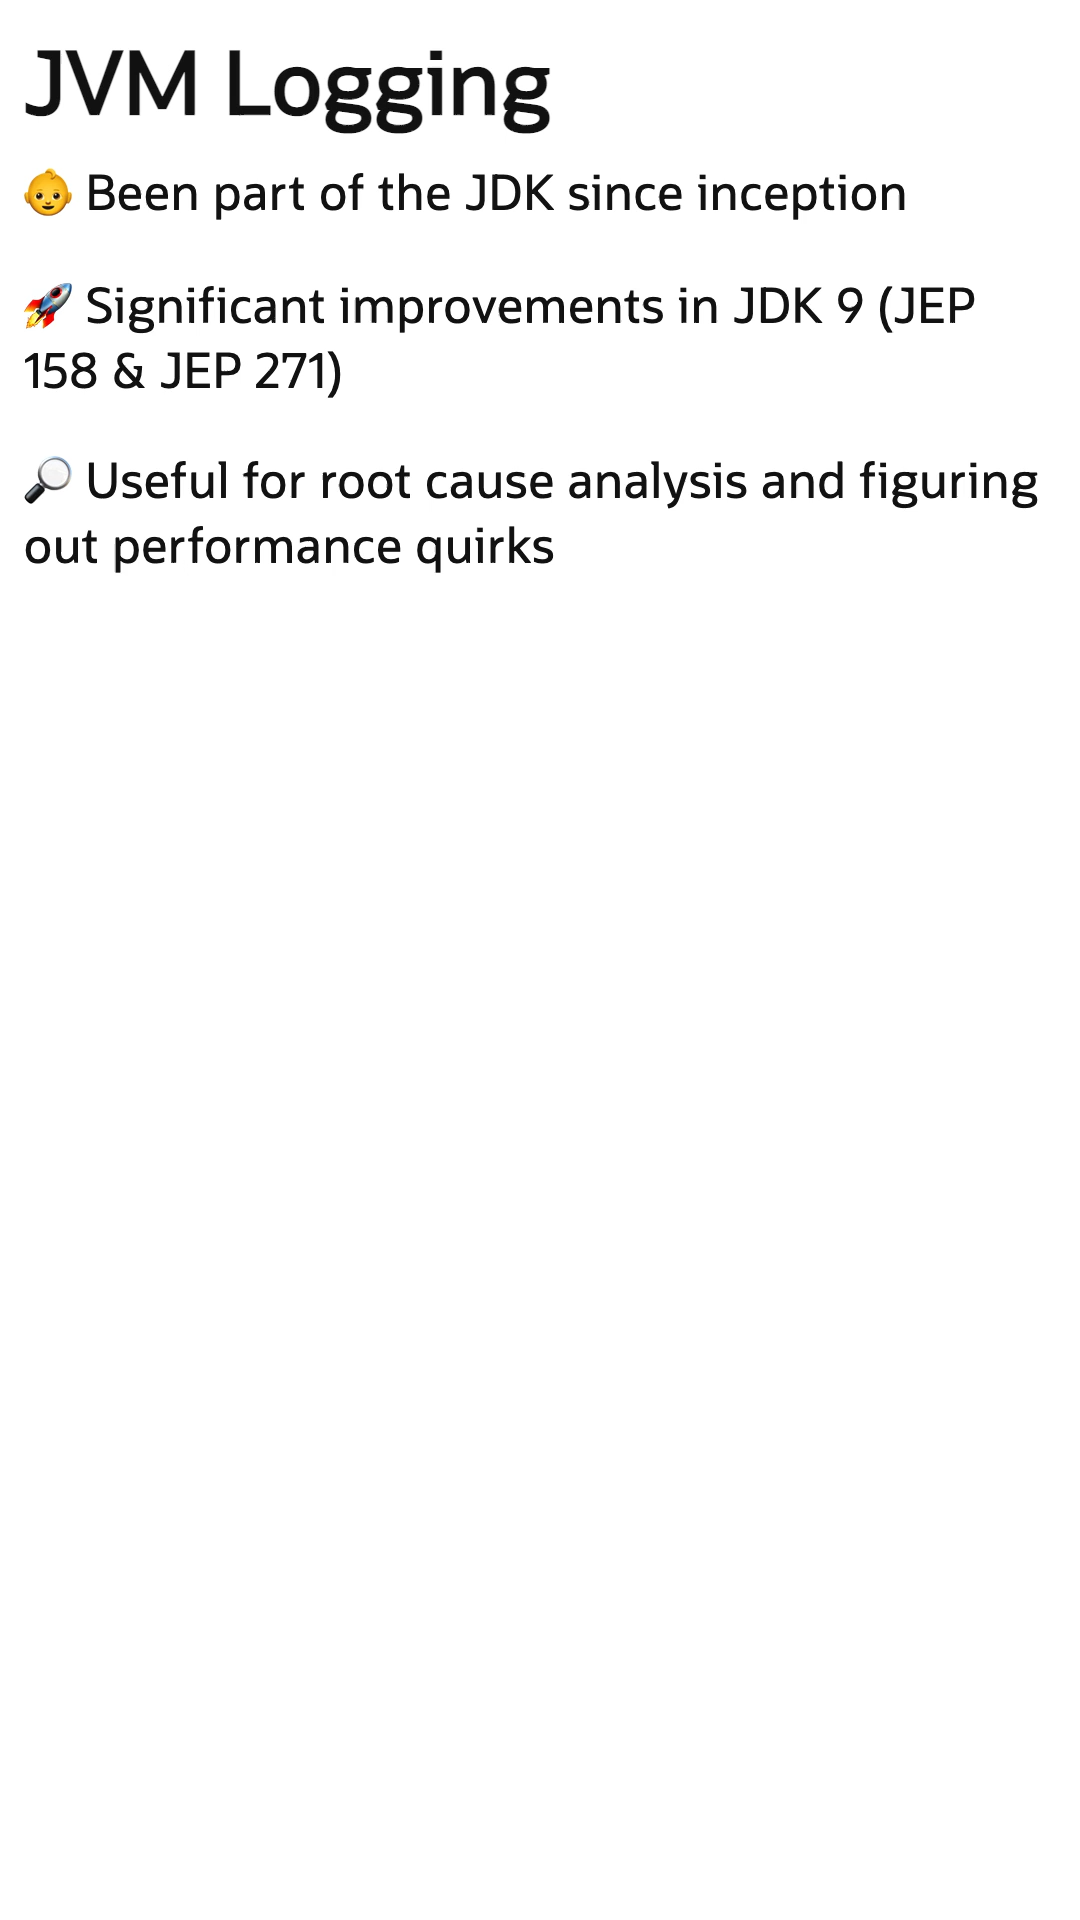 JVM Logging
👶 Been part of the JDK since inception
🚀 Significant improvements in JDK 9 (JEP
158 & JEP 271)
🔎 Useful for root cause analysis and figuring
out performance quirks